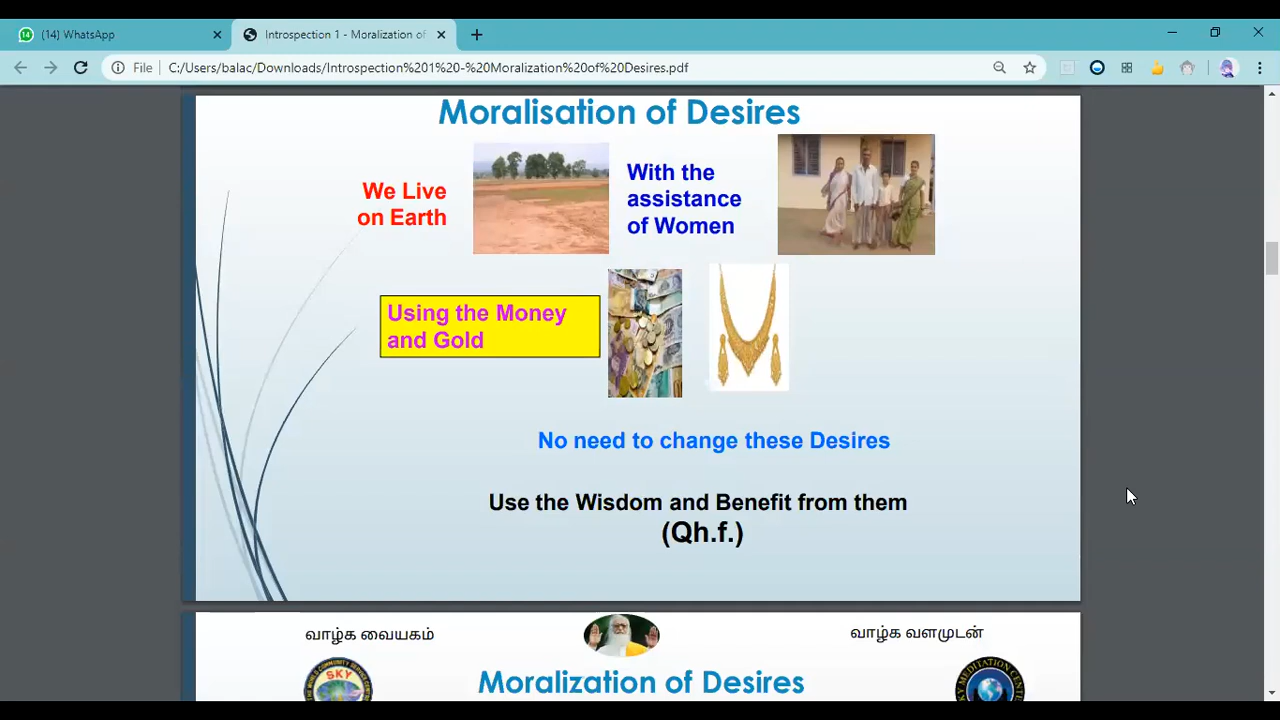 (14) WhatsApp
Introspection 1 - Moralization of
File
C:/Users/balac/Downloads/Introspection%201%20-%20Moralization%20of%20Desires.pdf
Moralisation of Desires
We Live
on Earth
With the
assistance
of Women
Using the Money
and Gold
No need to change these Desires
Use the Wisdom and Benefit from them
(Qh.f.)
வாழ்க வையகம்
வாழ்க வளமுடன்
Moralization of Desires
SKY